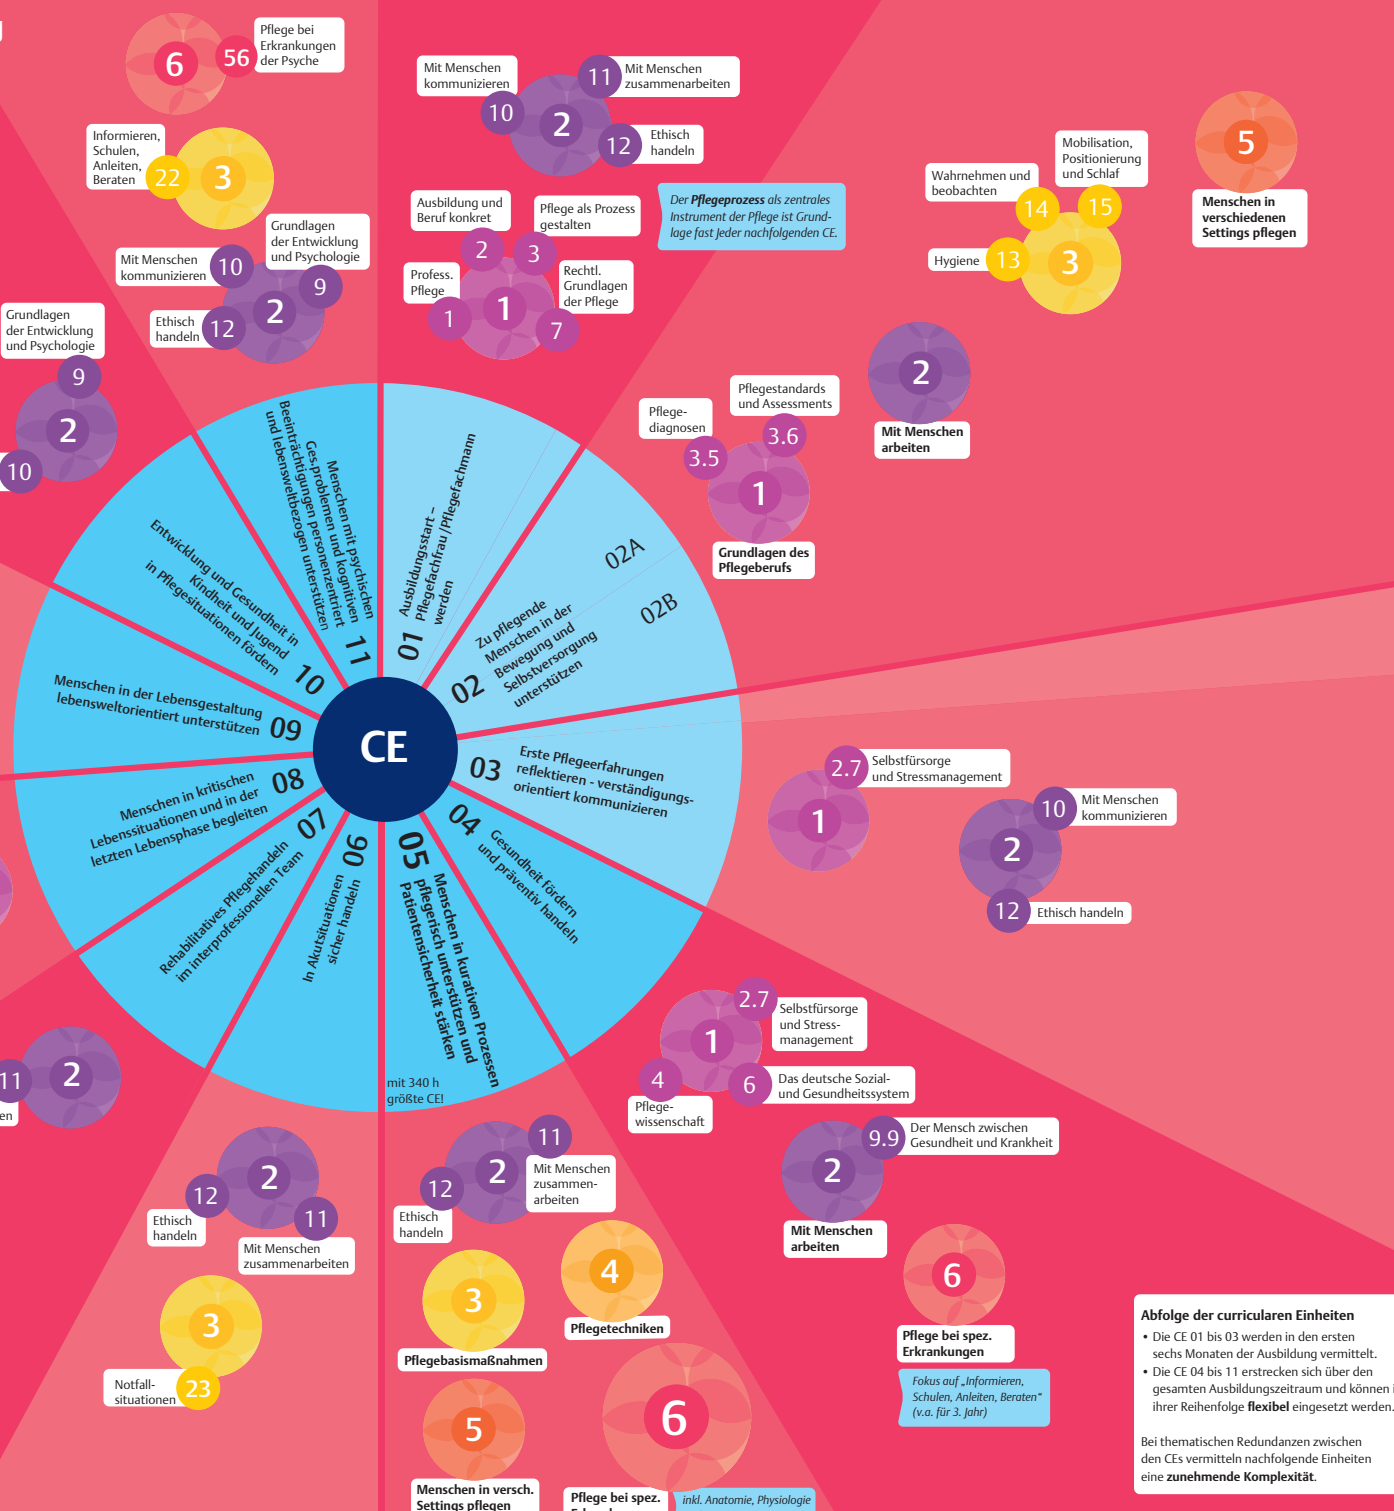 6
56
Pflege bei
Erkrankungen
der Psyche
Informieren,
Schulen,
Anleiten,
Beraten
22
3
Grundlagen
der Entwicklung
und Psychologie
Mit Menschen
kommunizieren
10
9
2
Ethisch
handeln
12
Grundlagen
der Entwicklung
und Psychologie
9
2
10
Mit Menschen
kommunizieren
10
11
Mit Menschen
zusammenarbeiten
2
12
Ethisch
handeln
Ausbildung und
Beruf konkret
2
3
Pflege als Prozess
gestalten
Profess.
Pflege
1
1
Rechtl.
Grundlagen
der Pflege
7
Der Pflegeprozess als zentrales
Instrument der Pflege ist Grund-
lage fast Jeder nachfolgenden CE.
Wahrnehmen und
beobachten
14
Mobilisation,
Positionierung
und Schlaf
15
Hygiene
13
3
5
Menschen in
verschiedenen
Settings pflegen
2
Mit Menschen
arbeiten
Pflege-
diagnosen
3.5
Pflegestandards
und Assessments
3.6
1
Grundlagen des
Pflegeberufs
CE
01
Ausbildungsstart –
Pflegefachfrau /Pflegefachmann
werden
02
Zu pflegende
Menschen in der
Bewegung und
Selbstversorgung
unterstützen
02A
02B
03
Erste Pflegeerfahrungen
reflektieren - verständigungs-
orientiert kommunizieren
04
Gesundheit fördern
und präventiv handeln
05
Menschen in kurativen Prozessen
pflegerisch unterstützen und
Patientensicherheit stärken
mit 340 h
größte CE!
06
In Akutsituationen
sicher handeln
07
Rehabilitatives Pflegehandeln
im interprofessionellen Team
08
Menschen in kritischen
Lebenssituationen und in der
letzten Lebensphase begleiten
09
Menschen in der Lebensgestaltung
lebensweltorientiert unterstützen
10
Entwicklung und Gesundheit in
Kindheit und Jugend
in Pflegesituationen fördern
11
Menschen mit psychischen
Ges.problemen und kognitiven
Beeinträchtigungen personenzentriert
und lebensweltbezogen unterstützen
2.7
Selbstfürsorge
und Stressmanagement
1
10
Mit Menschen
kommunizieren
2
12
Ethisch handeln
2.7
Selbstfürsorge
und Stress-
management
1
4
Pflege-
wissenschaft
6
Das deutsche Sozial-
und Gesundheitssystem
9.9
Der Mensch zwischen
Gesundheit und Krankheit
2
Mit Menschen
arbeiten
6
Pflege bei spez.
Erkrankungen
Fokus auf „Informieren,
Schulen, Anleiten, Beraten“
(v.a. für 3. Jahr)
11
2
en
2
12
Ethisch
handeln
11
Mit Menschen
zusammenarbeiten
3
Notfall-
situationen
23
11
Mit Menschen
zusammen-
arbeiten
2
12
Ethisch
handeln
3
Pflegebasismaßnahmen
4
Pflegetechniken
5
Menschen in versch.
Settings pflegen
6
Pflege bei spez.
inkl. Anatomie, Physiologie
Abfolge der curricularen Einheiten
• Die CE 01 bis 03 werden in den ersten
sechs Monaten der Ausbildung vermittelt.
• Die CE 04 bis 11 erstrecken sich über den
gesamten Ausbildungszeitraum und können i
ihrer Reihenfolge flexibel eingesetzt werden.
Bei thematischen Redundanzen zwischen
den CEs vermitteln nachfolgende Einheiten
eine zunehmende Komplexität.